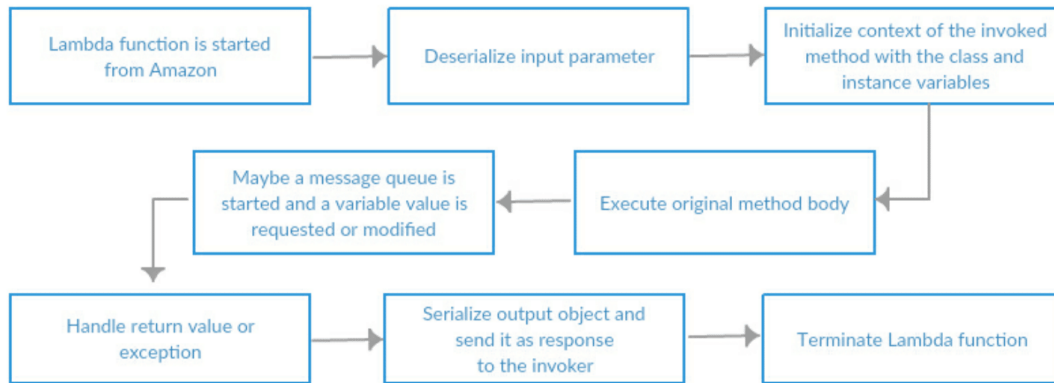 Lambda function is started
from Amazon
Deserialize input parameter
Initialize context of the invoked
method with the class and
instance variables
Execute original method body
Maybe a message queue is
started and a variable value is
requested or modified
Handle return value or
exception
Serialize output object and
send it as response
to the invoker
Terminate Lambda function